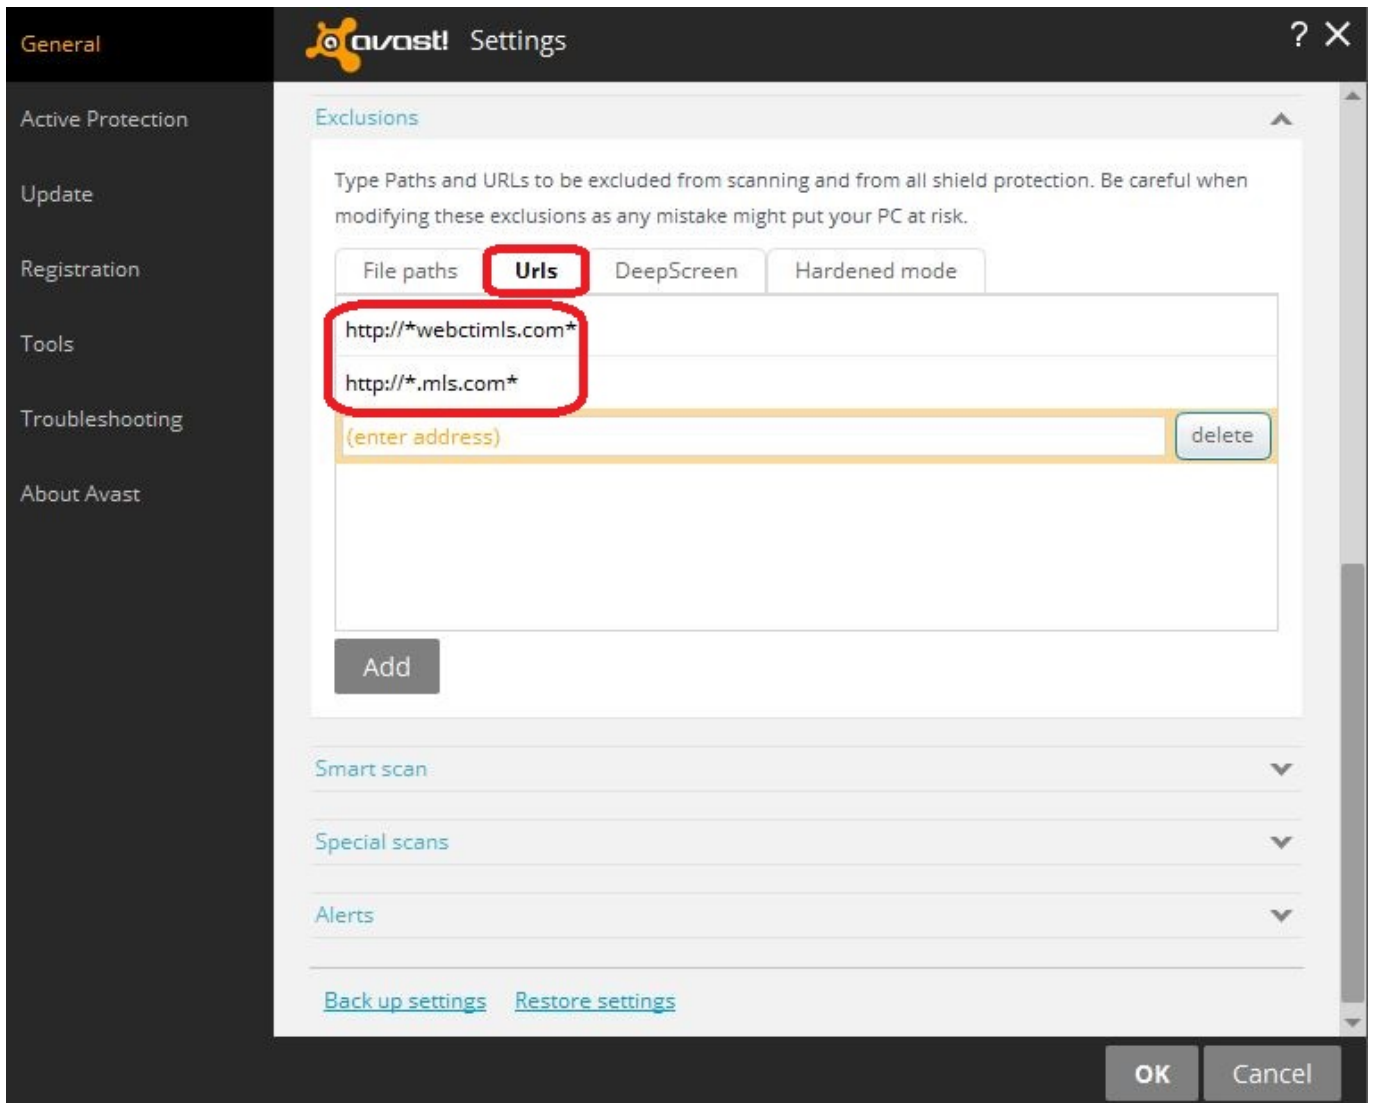 General
avast! Settings
? ×
Active Protection
Update
Registration
Tools
Troubleshooting
About Avast
Exclusions
Type Paths and URLs to be excluded from scanning and from all shield protection. Be careful when
modifying these exclusions as any mistake might put your PC at risk.
File paths Urls DeepScreen Hardened mode
http://*webctimls.com*
http://*.mls.com*
(enter address) delete
Add
Smart scan
Special scans
Alerts
Back up settings Restore settings
OK Cancel